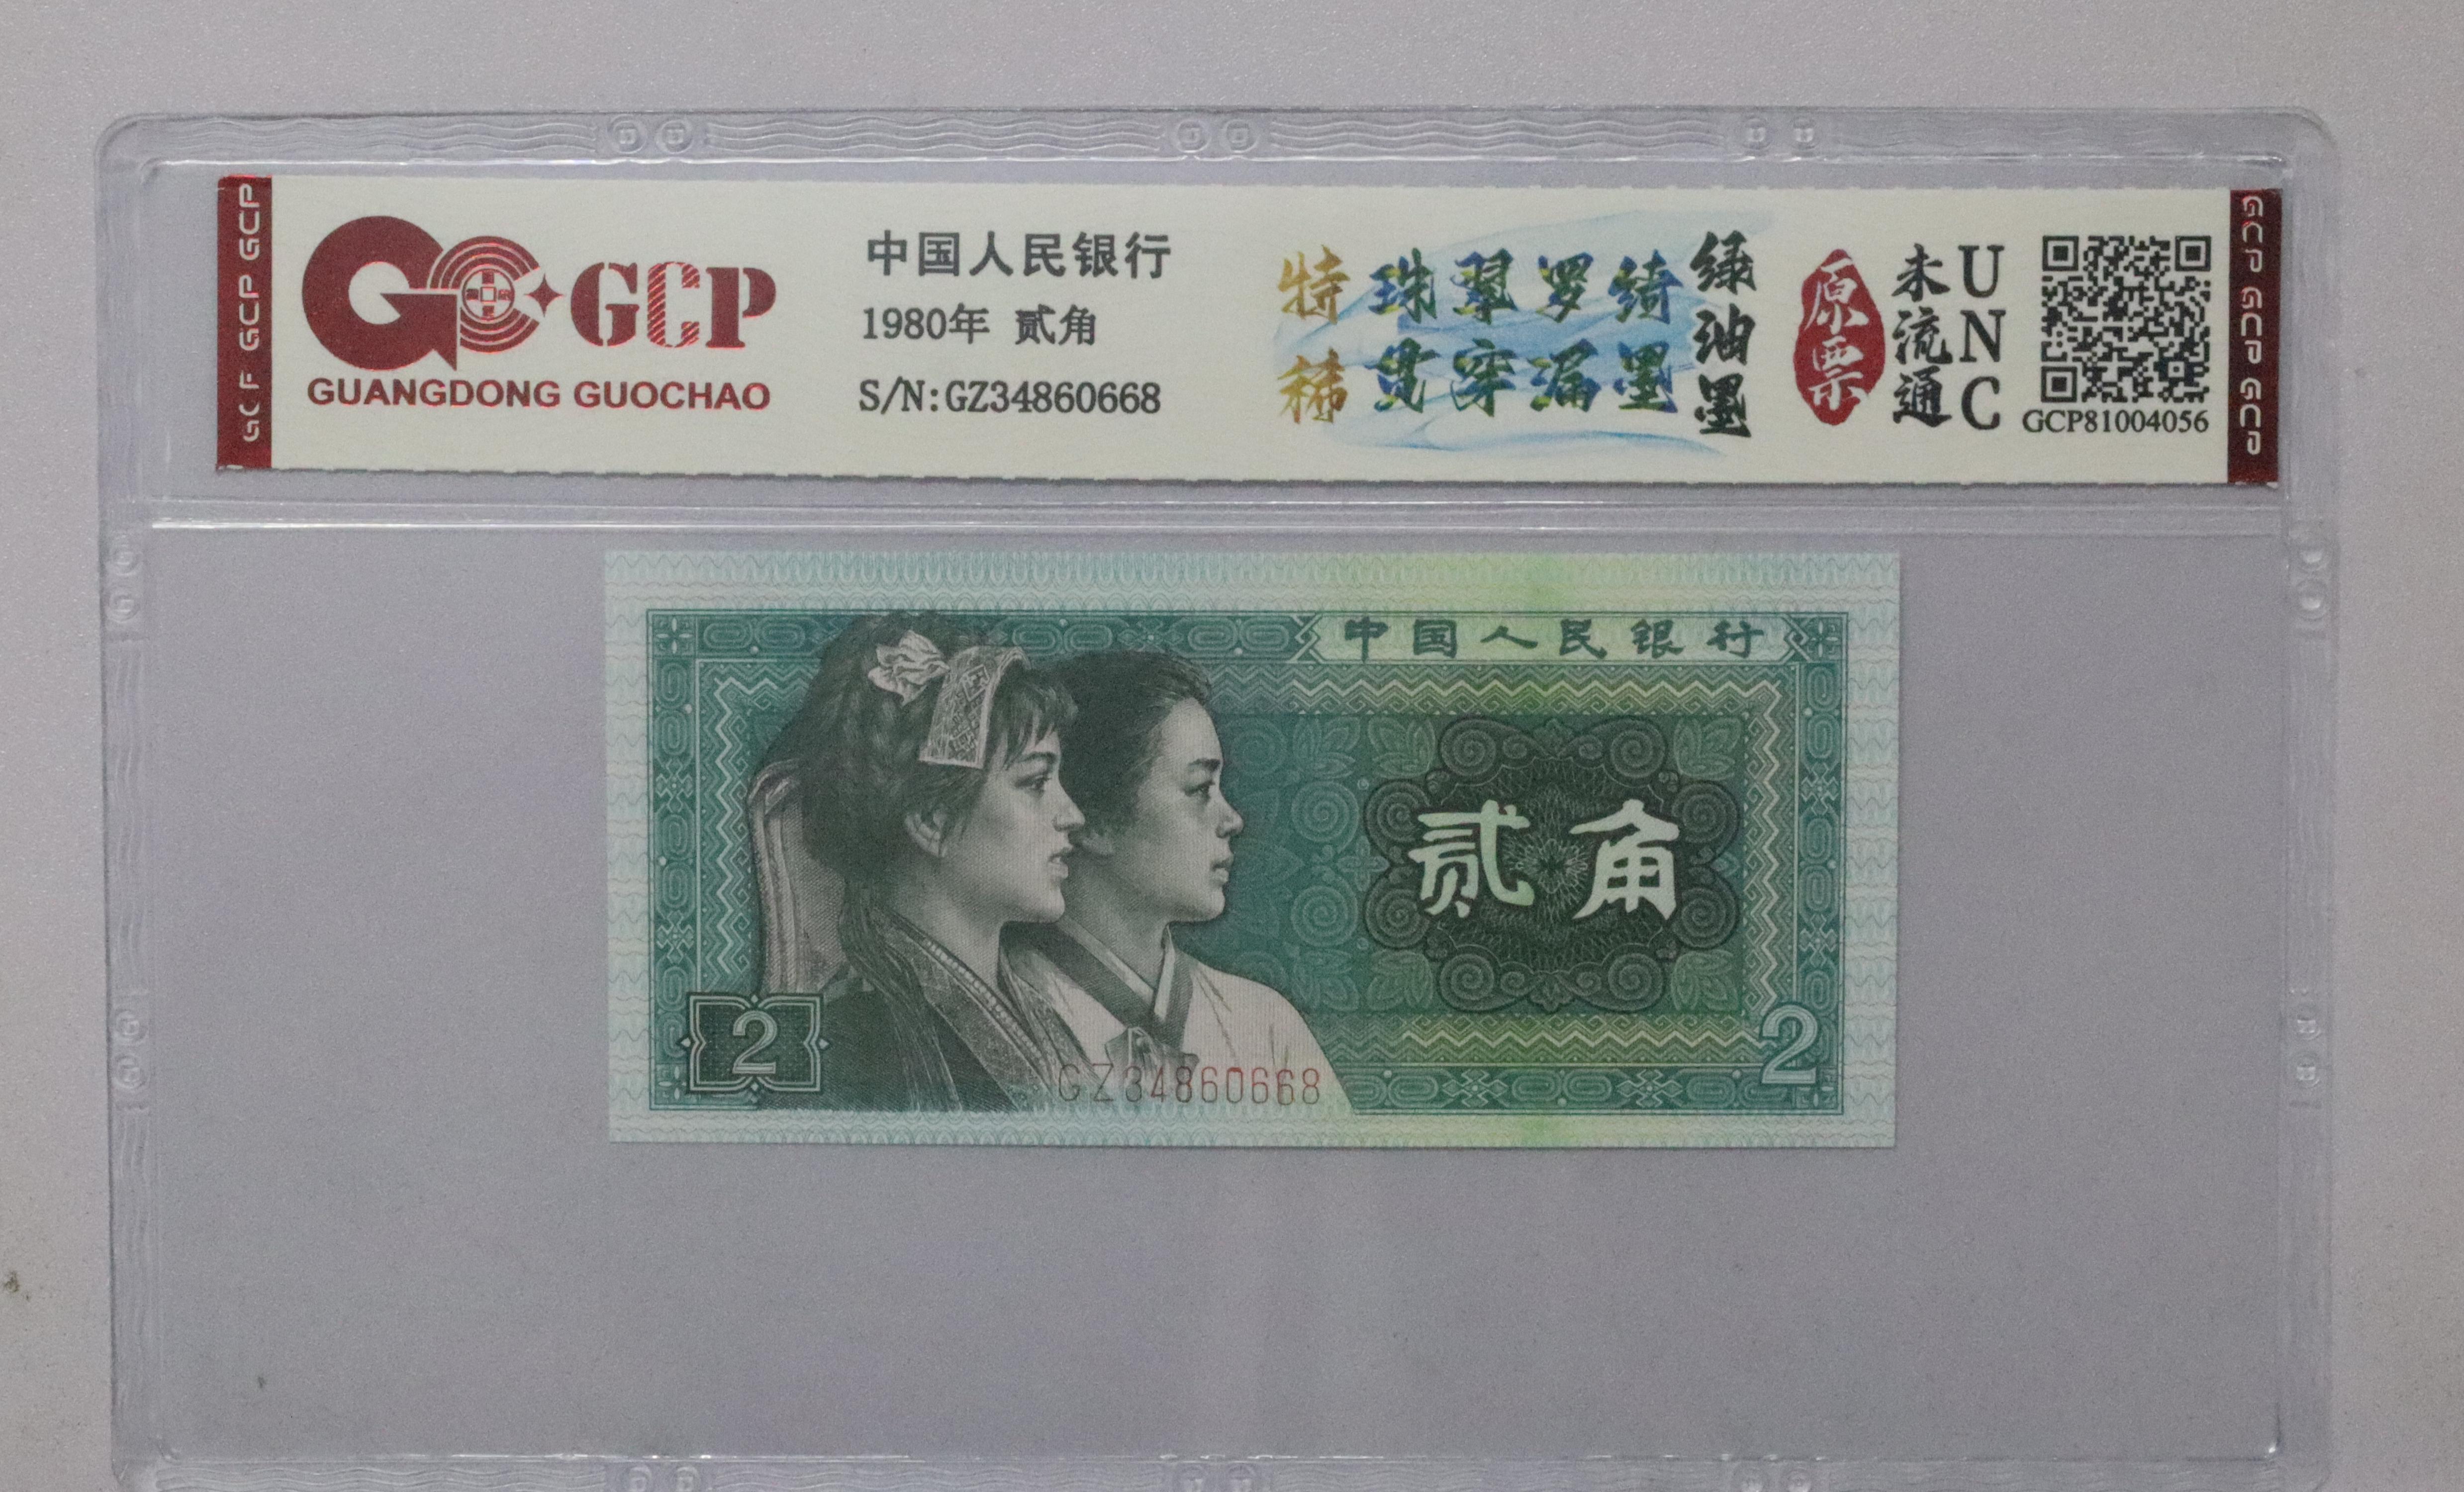 GCP GCP GCP
GCP
GUANGDONG GUOCHAO
中国人民银行
1980年 贰角
S/N:GZ34860668
特稀
珠翠罗绮
贯穿漏墨
绿油墨
原票
未流通
UNC
GCP81004056
GCP GCP GCP
中国人民银行
贰角
2
GZ34860668
2